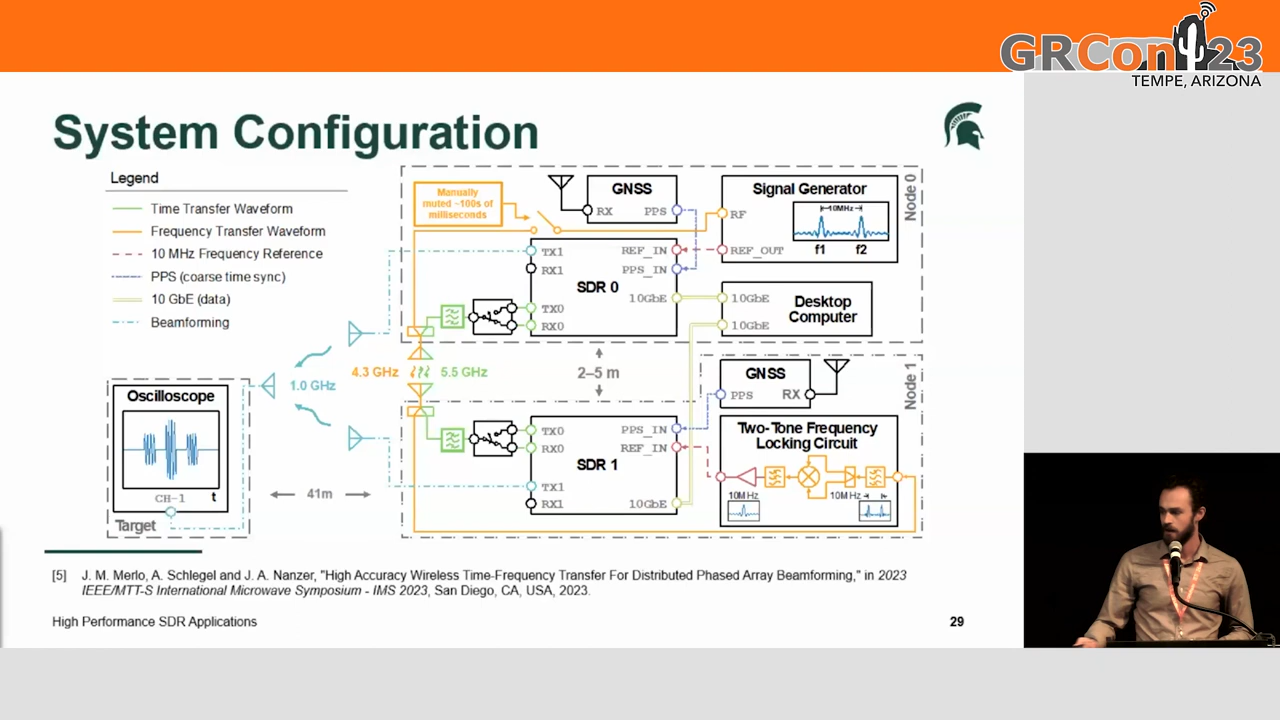 GRCon 23
TEMPE, ARIZONA
System Configuration
Legend
Time Transfer Waveform
Frequency Transfer Waveform
10 MHz Frequency Reference
PPS (coarse time sync)
10 GbE (data)
Beamforming
Manually
muted ~100s of
milliseconds
GNSS
RX
PPS
Signal Generator
RF
10MHz
f1
f2
REF_OUT
Node 0
TX1
RX1
TX0
RX0
SDR 0
REF_IN
PPS_IN
10GbE
10GbE
10GbE
Desktop
Computer
4.3 GHz
5.5 GHz
2–5 m
1.0 GHz
Oscilloscope
CH-1
t
Target
41m
Node 1
GNSS
PPS
RX
TX0
RX0
TX1
RX1
SDR 1
PPS_IN
REF_IN
10GbE
Two-Tone Frequency
Locking Circuit
10MHz
10MHz
[5] J. M. Merlo, A. Schlegel and J. A. Nanzer, "High Accuracy Wireless Time-Frequency Transfer For Distributed Phased Array Beamforming," in 2023
IEEE/MTT-S International Microwave Symposium - IMS 2023, San Diego, CA, USA, 2023.
High Performance SDR Applications
29